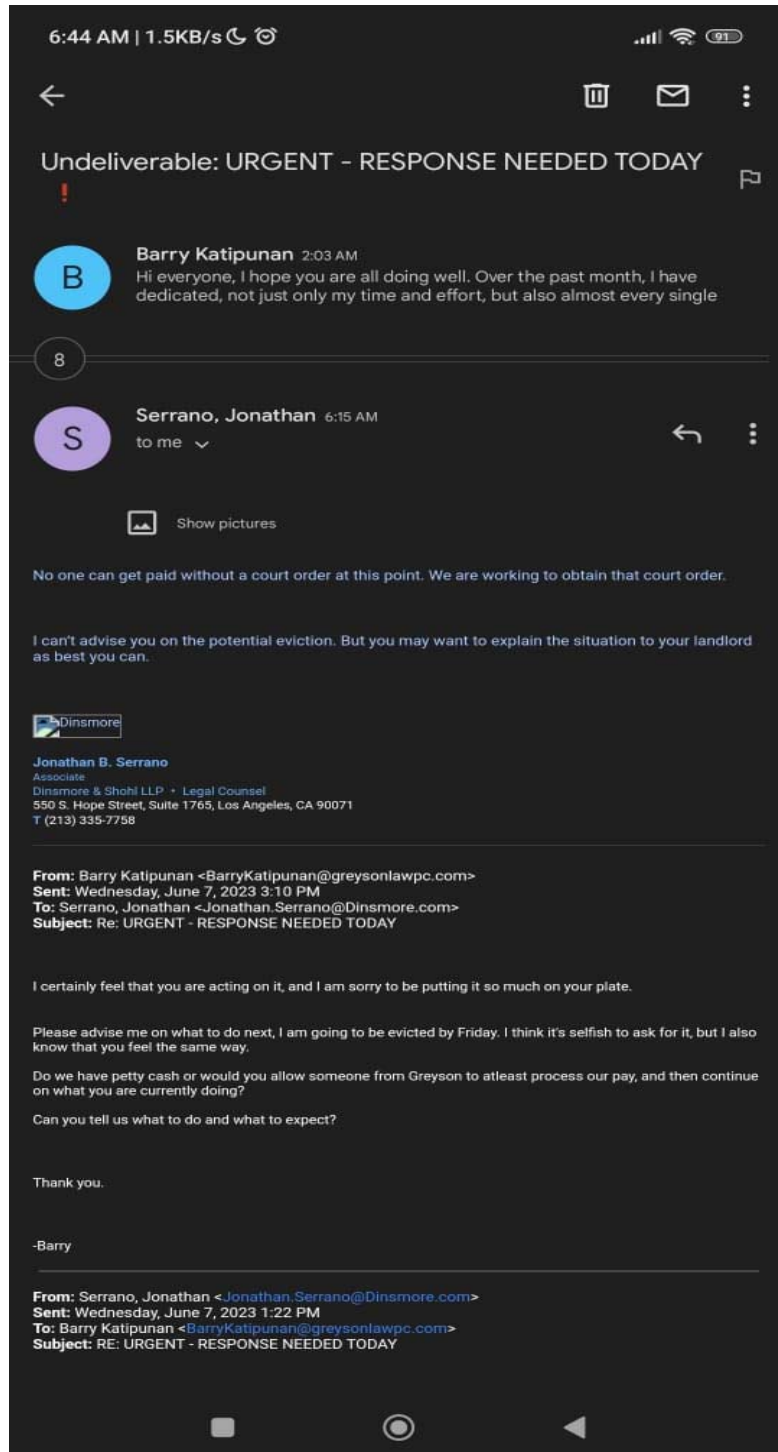 6:44 AM | 1.5KB/s
91
Undeliverable: URGENT - RESPONSE NEEDED TODAY
!
B
Barry Katipunan 2:03 AM
Hi everyone, I hope you are all doing well. Over the past month, I have
dedicated, not just only my time and effort, but also almost every single
8
S
Serrano, Jonathan 6:15 AM
to me
Show pictures
No one can get paid without a court order at this point. We are working to obtain that court order.
I can't advise you on the potential eviction. But you may want to explain the situation to your landlord
as best you can.
Dinsmore
Jonathan B. Serrano
Associate
Dinsmore & Shohl LLP • Legal Counsel
550 S. Hope Street, Suite 1765, Los Angeles, CA 90071
T (213) 335-7758
From: Barry Katipunan <BarryKatipunan@greysonlawpc.com>
Sent: Wednesday, June 7, 2023 3:10 PM
To: Serrano, Jonathan <Jonathan.Serrano@Dinsmore.com>
Subject: Re: URGENT - RESPONSE NEEDED TODAY
I certainly feel that you are acting on it, and I am sorry to be putting it so much on your plate.
Please advise me on what to do next, I am going to be evicted by Friday. I think it's selfish to ask for it, but I also
know that you feel the same way.
Do we have petty cash or would you allow someone from Greyson to atleast process our pay, and then continue
on what you are currently doing?
Can you tell us what to do and what to expect?
Thank you.
-Barry
From: Serrano, Jonathan <Jonathan.Serrano@Dinsmore.com>
Sent: Wednesday, June 7, 2023 1:22 PM
To: Barry Katipunan <BarryKatipunan@greysonlawpc.com>
Subject: RE: URGENT - RESPONSE NEEDED TODAY